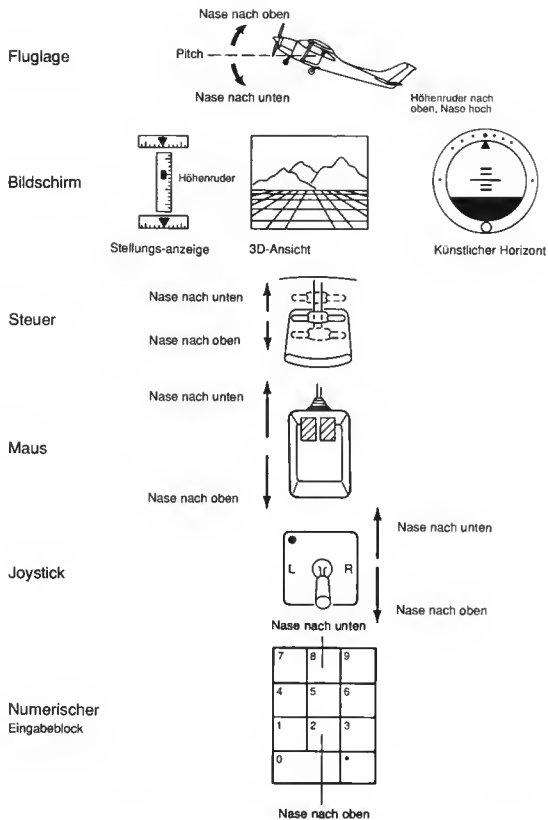 Nase nach oben
Fluglage
Pitch
Nase nach unten
Höhenruder nach
oben, Naso hoch
Bildschirm
Höhenruder
Stellungs-anzeige
3D-Ansicht
Künstlicher Horizont
Nase nach unten
Steuer
Nase nach oben
Nase nach unten
Maus
Nase nach oben
Nase nach unten
L R
Joystick
Nase nach oben
Nase nach unten
7 8 9
4 5 6
Numerischer
1 2 3
Eingabeblock
0 •
Nase nach oben